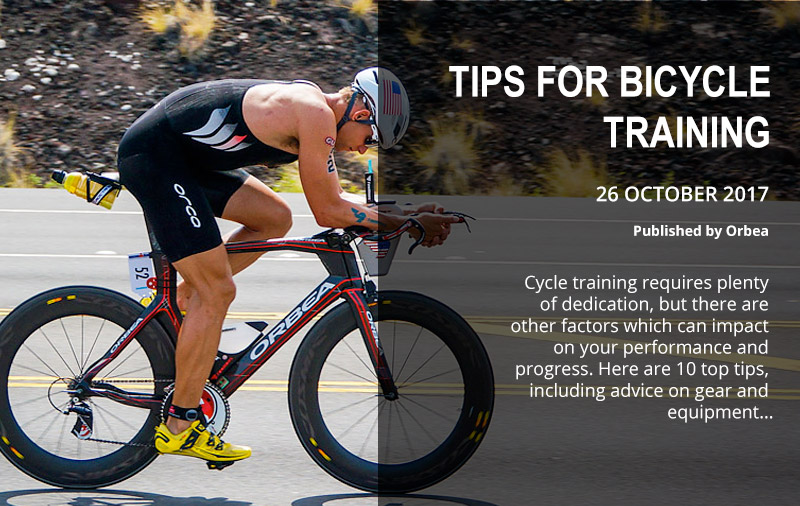 TIPS FOR BICYCLE
TRAINING
26 OCTOBER 2017
Published by Orbea
Cycle training requires plenty
of dedication, but there are
other factors which can impact
on your performance and
progress. Here are 10 top tips,
including advice on gear and
equipment...
orca
52
ORBEA
ORBEA